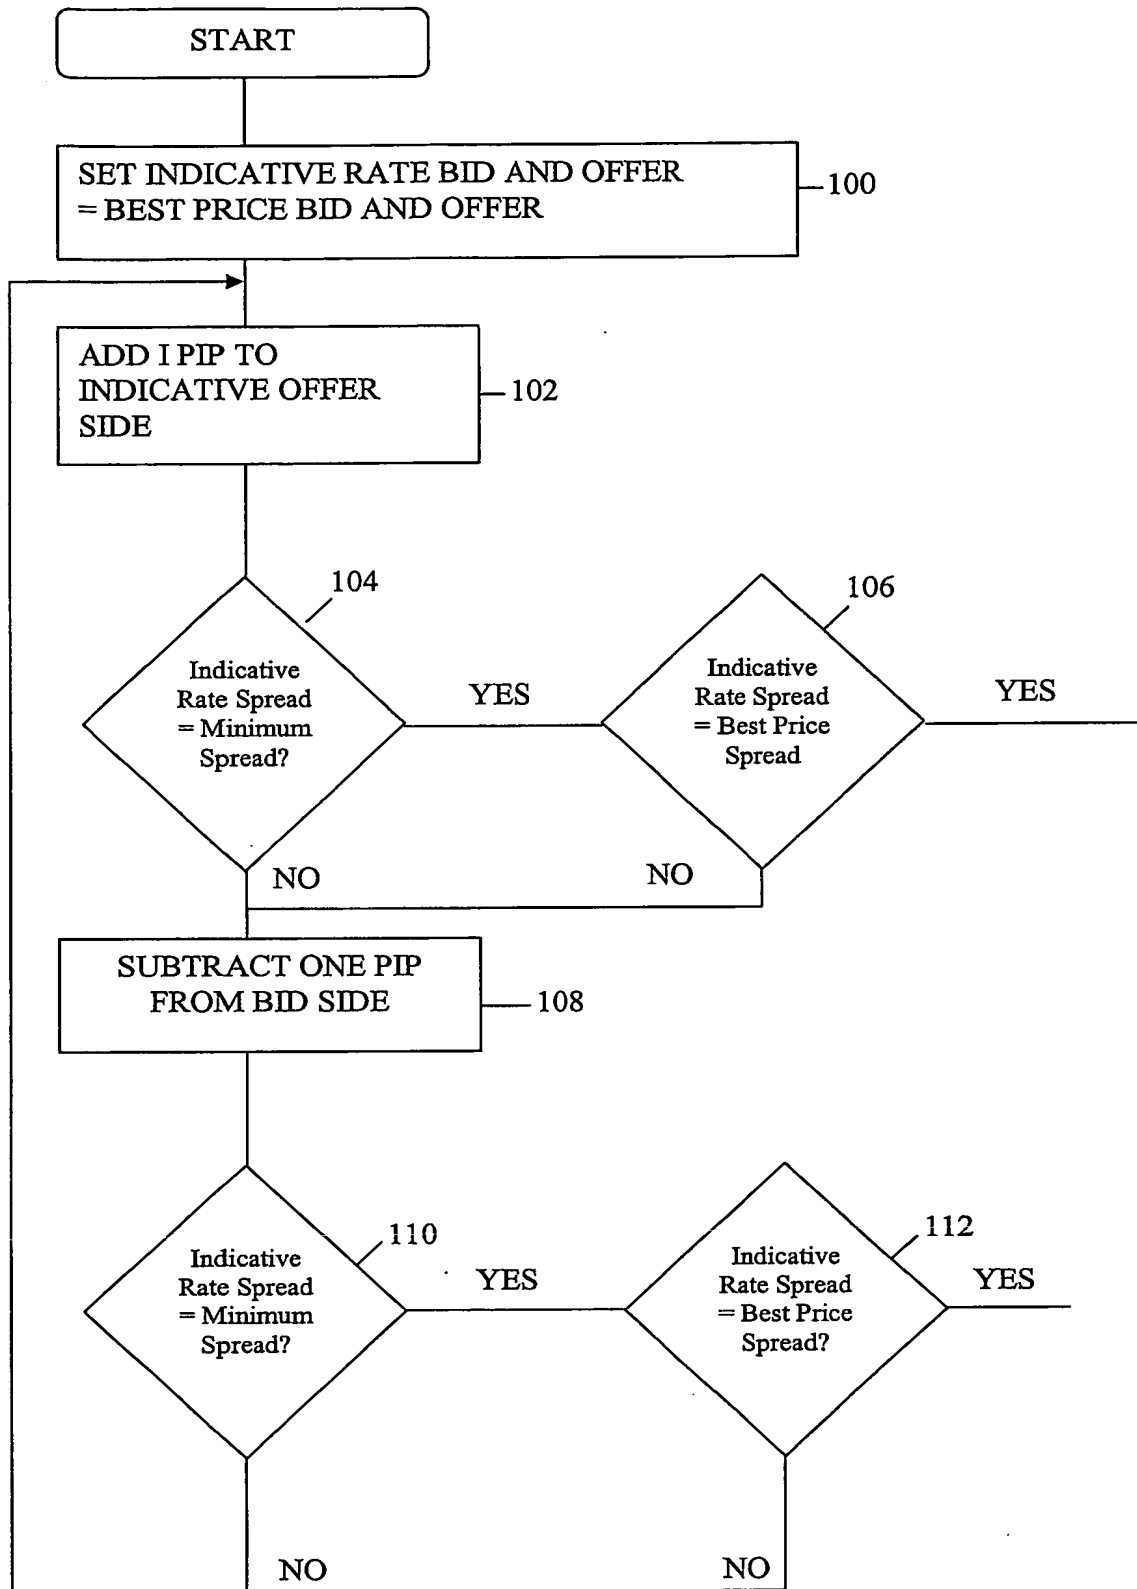 START
SET INDICATIVE RATE BID AND OFFER
= BEST PRICE BID AND OFFER
100
ADD I PIP TO
INDICATIVE OFFER
SIDE
102
104
Indicative
Rate Spread
= Minimum
Spread?
YES
106
Indicative
Rate Spread
= Best Price
Spread
YES
NO
NO
SUBTRACT ONE PIP
FROM BID SIDE
108
110
Indicative
Rate Spread
= Minimum
Spread?
YES
112
Indicative
Rate Spread
= Best Price
Spread?
YES
NO
NO